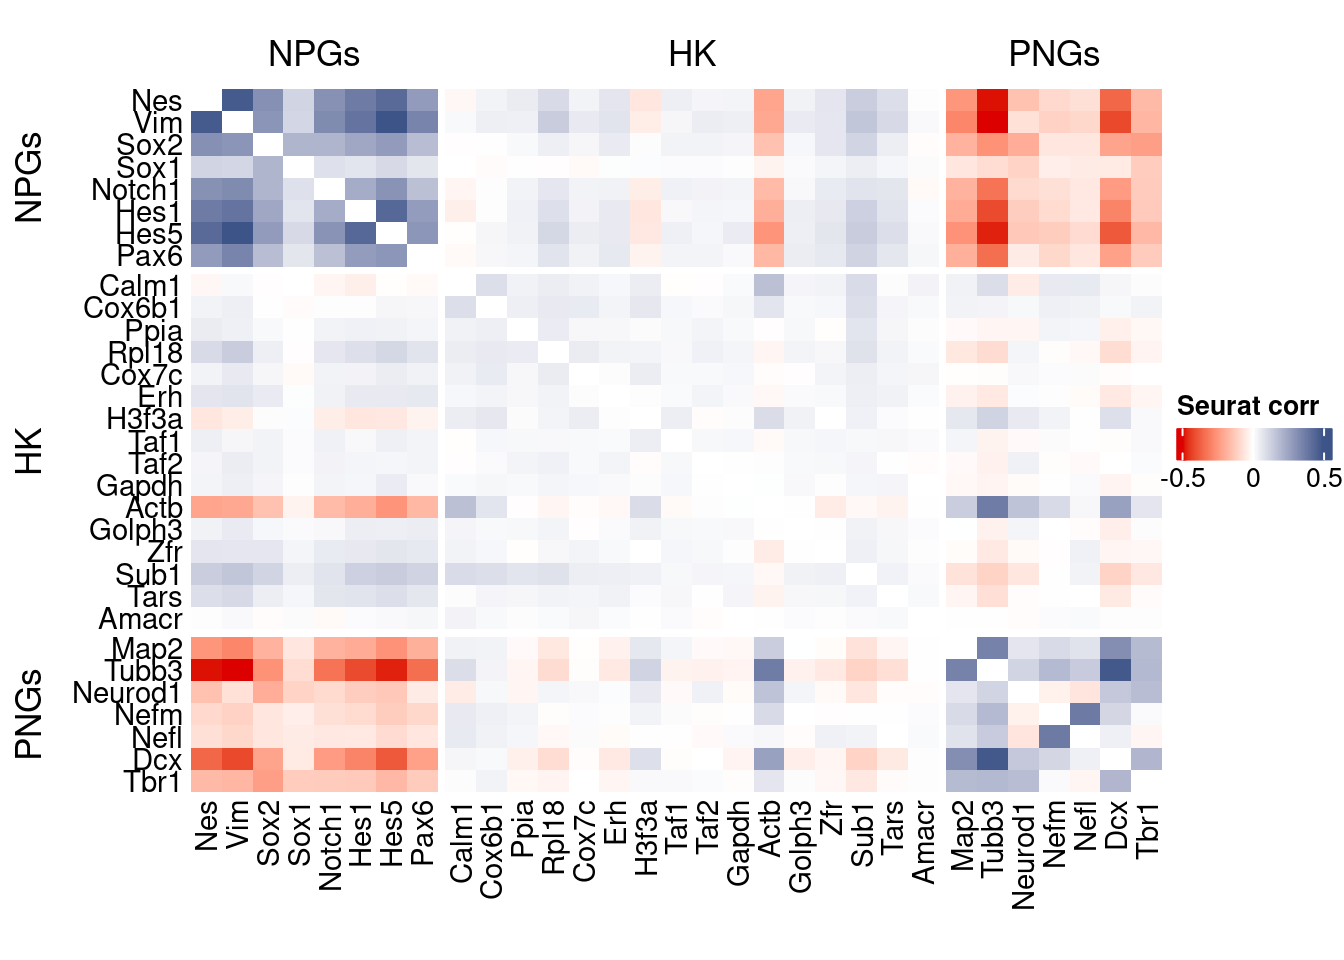 NPGs HK PNGs
NPGs
HK
PNGs
Nes
Vim
Sox2
Sox1
Notch1
Hes1
Hes5
Pax6
Calm1
Cox6b1
Ppia
Rpl18
Cox7c
Erh
H3f3a
Taf1
Taf2
Gapdh
Actb
Golph3
Zfr
Sub1
Tars
Amacr
Map2
Tubb3
Neurod1
Nefm
Nefl
Dcx
Tbr1
Nes
Vim
Sox2
Sox1
Notch1
Hes1
Hes5
Pax6
Calm1
Cox6b1
Ppia
Rpl18
Cox7c
Erh
H3f3a
Taf1
Taf2
Gapdh
Actb
Golph3
Zfr
Sub1
Tars
Amacr
Map2
Tubb3
Neurod1
Nefm
Nefl
Dcx
Tbr1
Seurat corr
-0.5 0 0.5